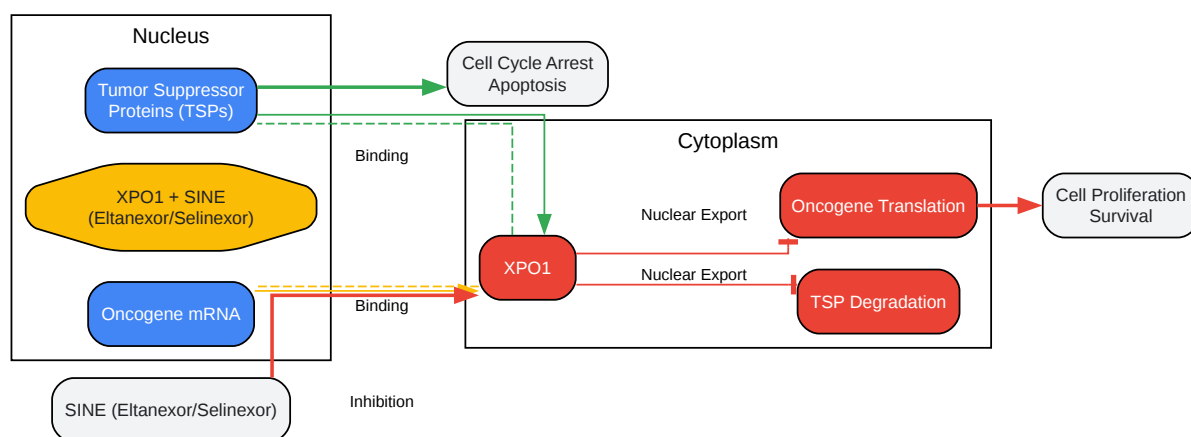 Nucleus
Tumor Suppressor
Proteins (TSPs)
Cell Cycle Arrest
Apoptosis
Binding
Cytoplasm
XPO1 + SINE
(Eltanexor/Selinexor)
Nuclear Export
Oncogene Translation
Cell Proliferation
Survival
XPO1
Nuclear Export
Oncogene mRNA
Binding
TSP Degradation
SINE (Eltanexor/Selinexor)
Inhibition